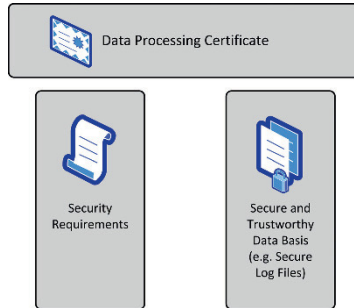 Data Processing Certificate
Security
Requirements
Secure and
Trustworthy
Data Basis
(e.g. Secure
Log Files)